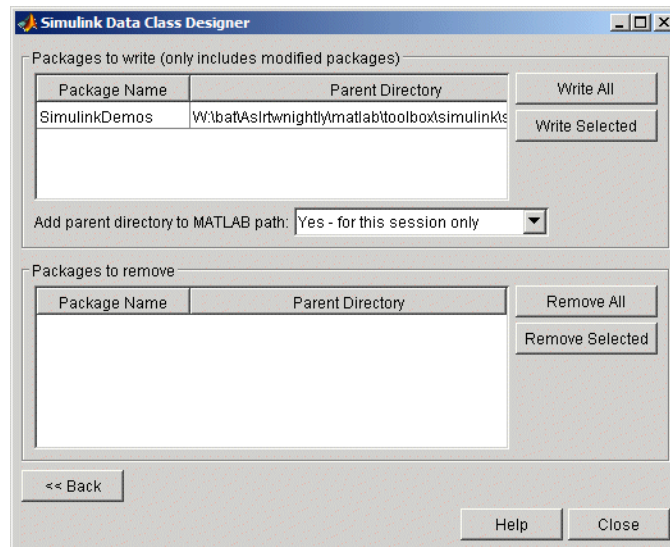 Simulink Data Class Designer
Packages to write (only includes modified packages)
Package Name Parent Directory Write All
SimulinkDemos W:\bat\Aslrtwnightly\matlab\toolbox\simulink\s Write Selected
Add parent directory to MATLAB path: Yes - for this session only
Packages to remove
Package Name Parent Directory Remove All
Remove Selected
<< Back
Help Close